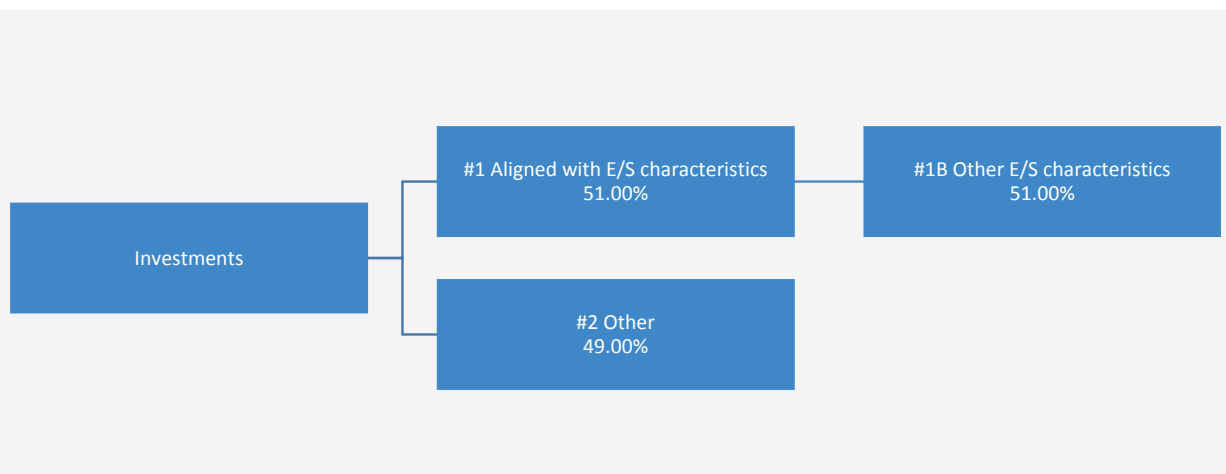 #1 Aligned with E/S characteristics
51.00%
#1B Other E/S characteristics
51.00%
Investments
#2 Other
49.00%